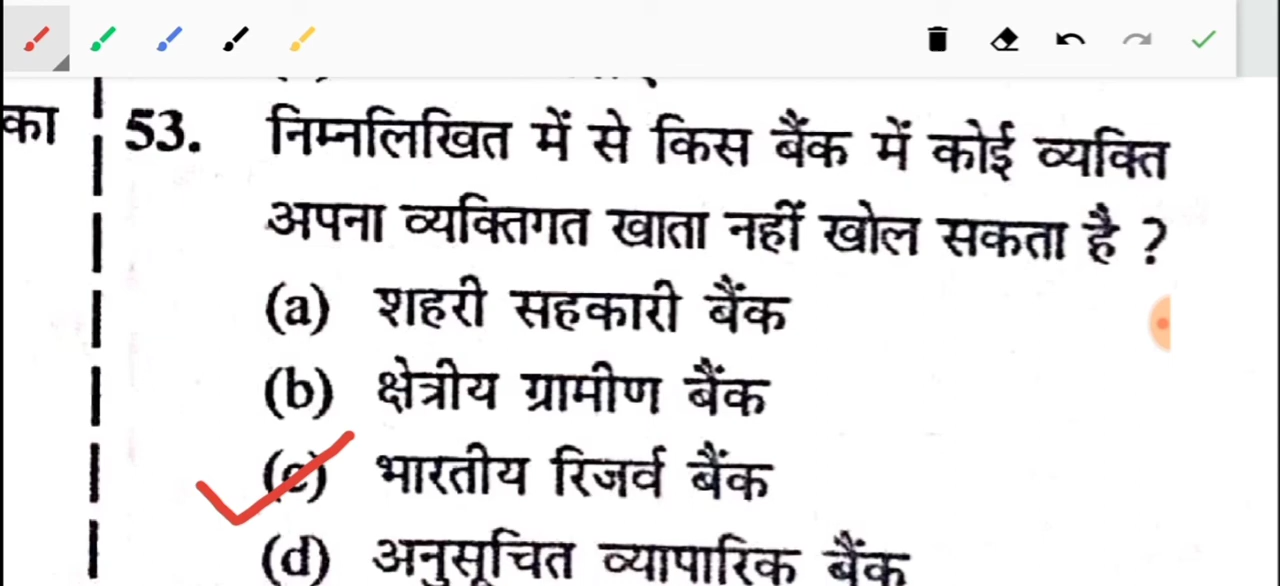 का
53. निम्नलिखित में से किस बैंक में कोई व्यक्ति
अपना व्यक्तिगत खाता नहीं खोल सकता है ?
(a) शहरी सहकारी बैंक
(b) क्षेत्रीय ग्रामीण बैंक
(c) भारतीय रिजर्व बैंक
(d) अनुसूचित व्यापारिक बैंक